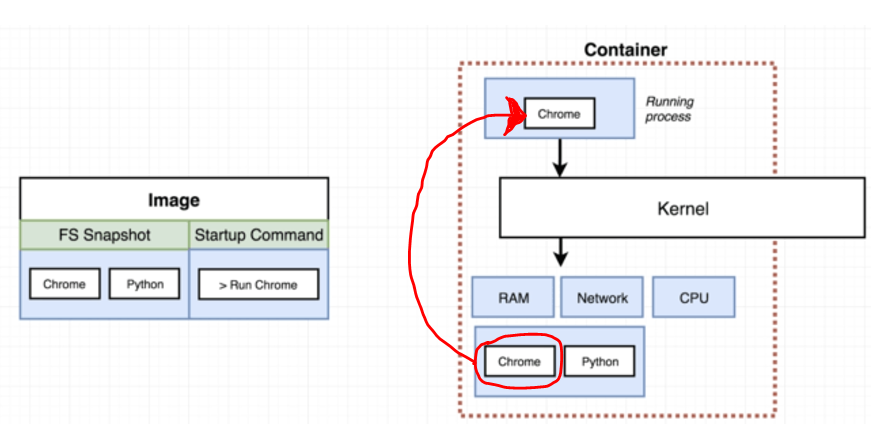 Container
Chrome
Running
process
Kernel
Image
FS Snapshot
Startup Command
Chrome
Python
> Run Chrome
RAM
Network
CPU
Chrome
Python